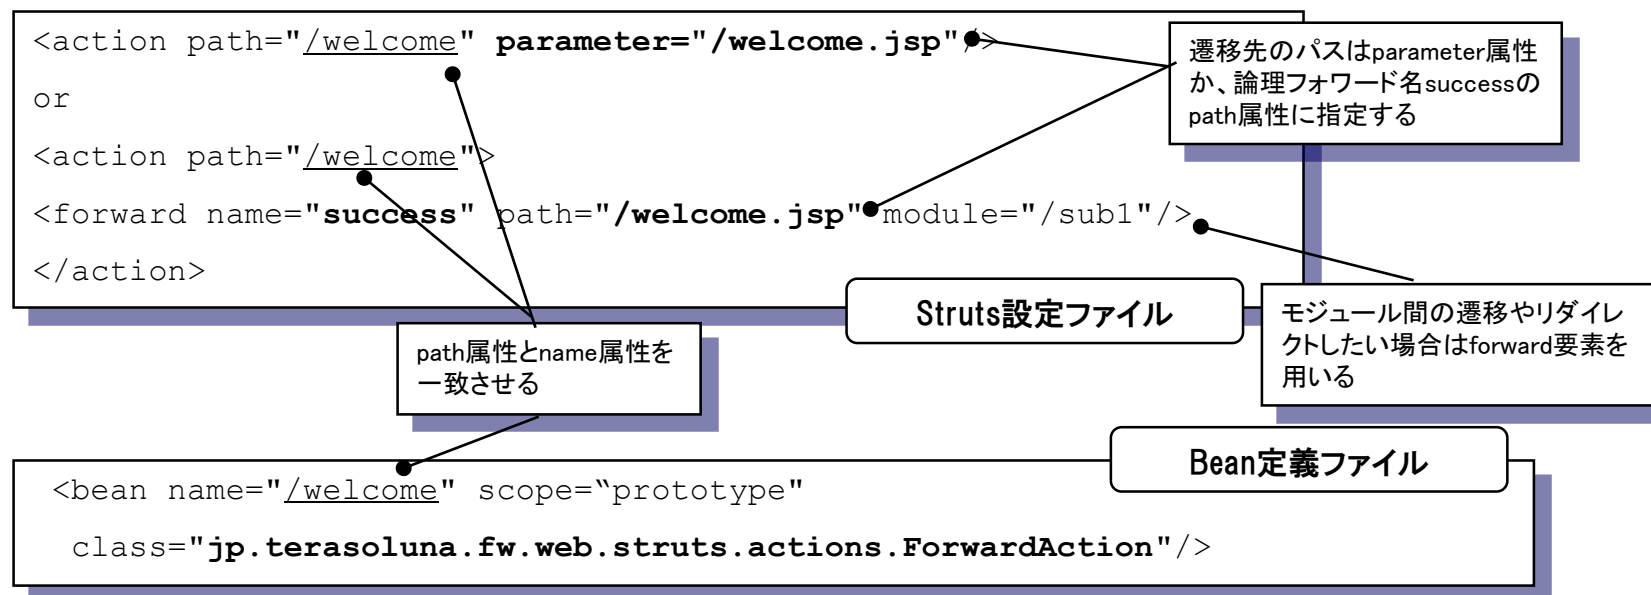 <action path="/welcome" parameter="/welcome.jsp"/>
or
<action path="/welcome">
<forward name="success" path="/welcome.jsp" module="/sub1"/>
</action>
遷移先のパスはparameter属性
か、論理フォワード名successの
path属性に指定する
Struts設定ファイル
path属性とname属性を
一致させる
モジュール間の遷移やリダイレ
クトしたい場合はforward要素を
用いる
Bean定義ファイル
<bean name="/welcome" scope=“prototype"
class="jp.terasoluna.fw.web.struts.actions.ForwardAction"/>